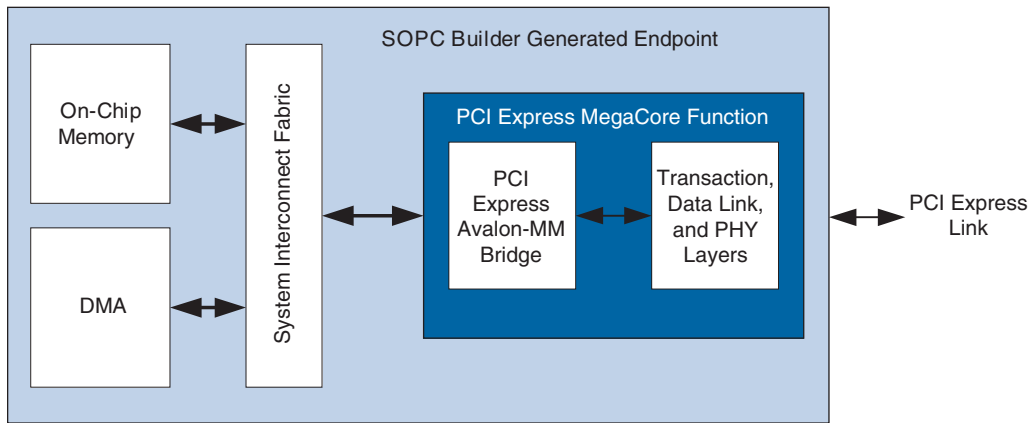 SOPC Builder Generated Endpoint
On-Chip
Memory
DMA
System Interconnect Fabric
PCI Express MegaCore Function
PCI
Express
Avalon-MM
Bridge
Transaction,
Data Link,
and PHY
Layers
PCI Express
Link